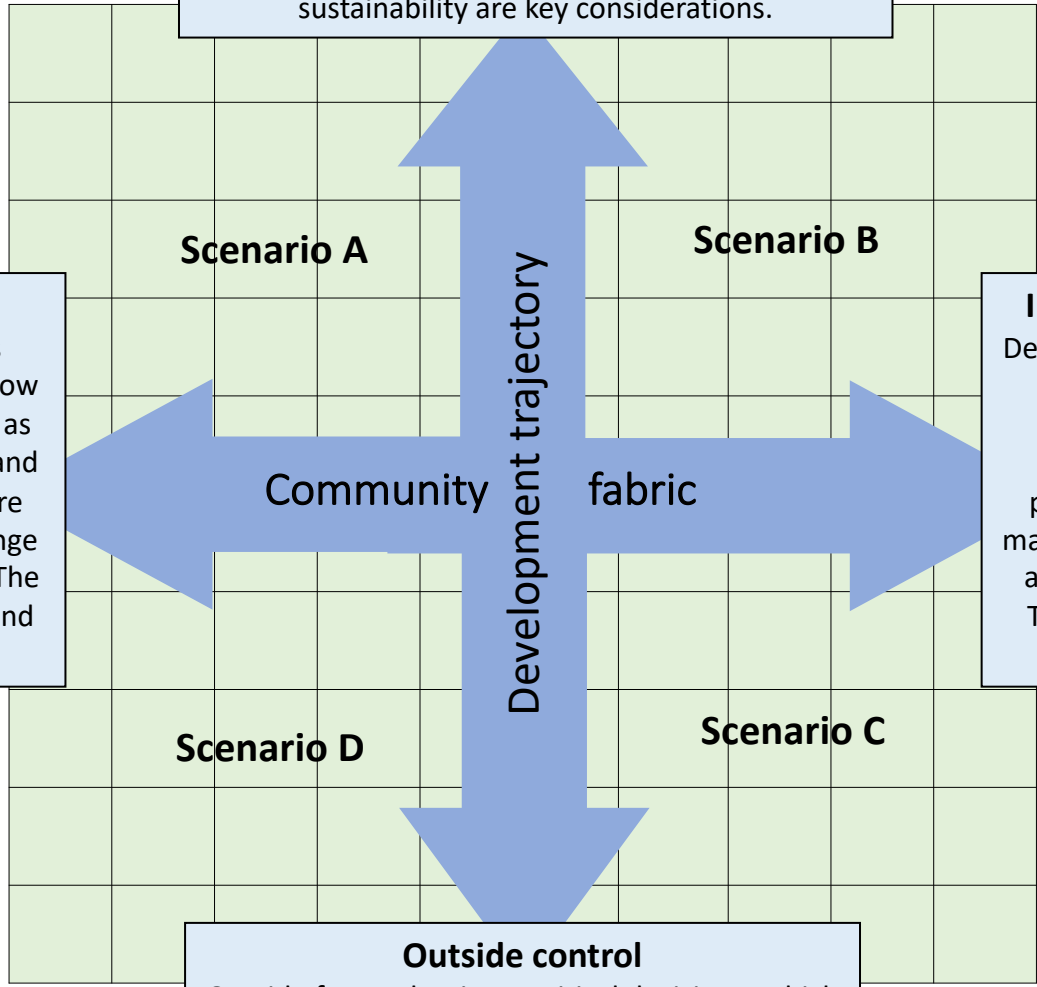 sustainability are key considerations.
Scenario A
Scenario B
ow
as
and
re
nge
The
nd
I
De
p
ma
a
T
Community fabric
Development trajectory
Scenario D
Scenario C
Outside control